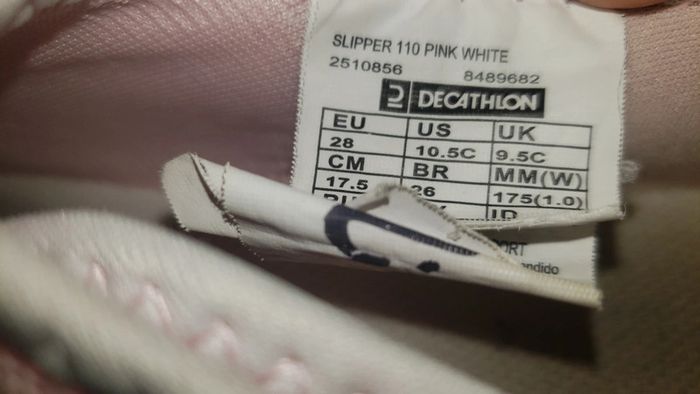 SLIPPER 110 PINK WHITE
2510856 8489682
DECATHLON
EU US UK
28 10.5C 9.5C
CM BR MM(W)
17.5 26 175(1.0)
ID